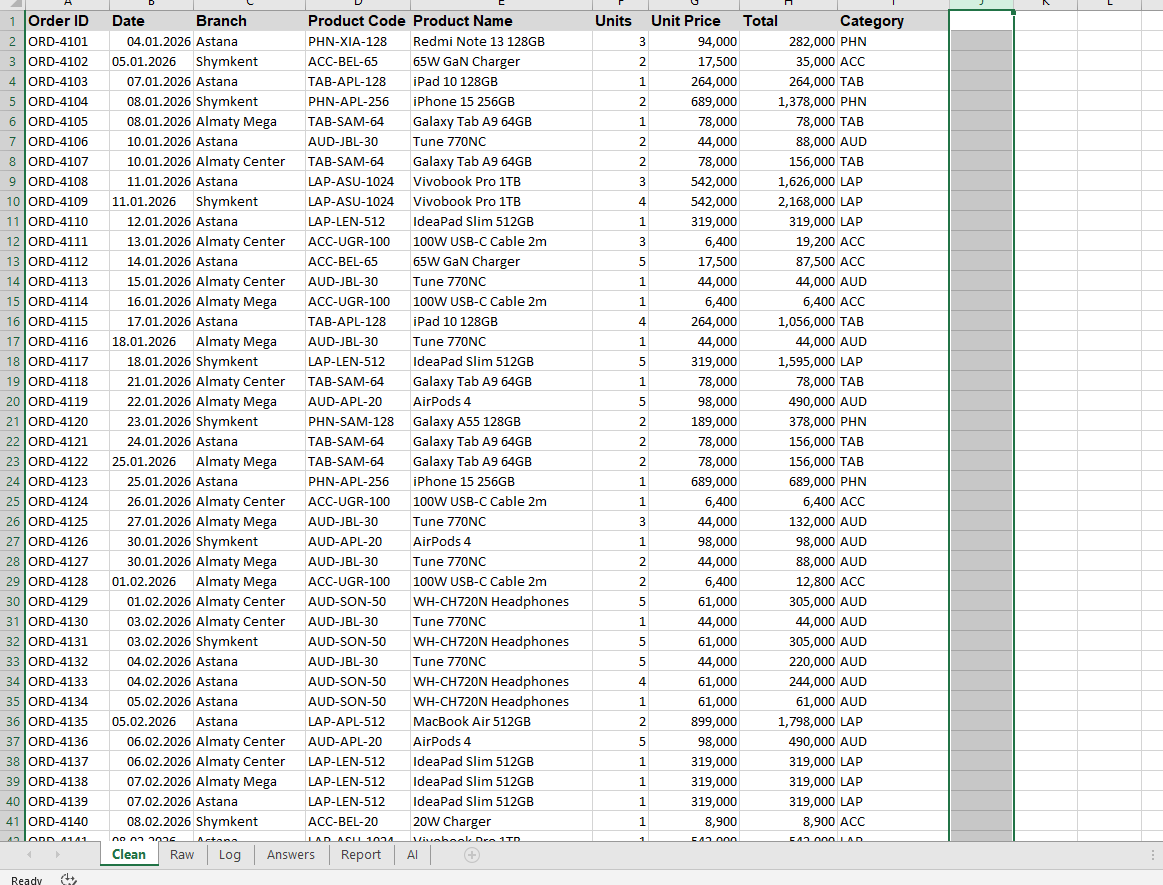 A B C D E F G H I J K L
1 Order ID Date Branch Product Code Product Name Units Unit Price Total Category
2 ORD-4101 04.01.2026 Astana PHN-XIA-128 Redmi Note 13 128GB 3 94,000 282,000 PHN
3 ORD-4102 05.01.2026 Shymkent ACC-BEL-65 65W GaN Charger 2 17,500 35,000 ACC
4 ORD-4103 07.01.2026 Astana TAB-APL-128 iPad 10 128GB 1 264,000 264,000 TAB
5 ORD-4104 08.01.2026 Shymkent PHN-APL-256 iPhone 15 256GB 2 689,000 1,378,000 PHN
6 ORD-4105 08.01.2026 Almaty Mega TAB-SAM-64 Galaxy Tab A9 64GB 1 78,000 78,000 TAB
7 ORD-4106 10.01.2026 Astana AUD-JBL-30 Tune 770NC 2 44,000 88,000 AUD
8 ORD-4107 10.01.2026 Almaty Center TAB-SAM-64 Galaxy Tab A9 64GB 2 78,000 156,000 TAB
9 ORD-4108 11.01.2026 Astana LAP-ASU-1024 Vivobook Pro 1TB 3 542,000 1,626,000 LAP
10 ORD-4109 11.01.2026 Shymkent LAP-ASU-1024 Vivobook Pro 1TB 4 542,000 2,168,000 LAP
11 ORD-4110 12.01.2026 Astana LAP-LEN-512 IdeaPad Slim 512GB 1 319,000 319,000 LAP
12 ORD-4111 13.01.2026 Almaty Center ACC-UGR-100 100W USB-C Cable 2m 3 6,400 19,200 ACC
13 ORD-4112 14.01.2026 Astana ACC-BEL-65 65W GaN Charger 5 17,500 87,500 ACC
14 ORD-4113 15.01.2026 Almaty Center AUD-JBL-30 Tune 770NC 1 44,000 44,000 AUD
15 ORD-4114 16.01.2026 Almaty Mega ACC-UGR-100 100W USB-C Cable 2m 1 6,400 6,400 ACC
16 ORD-4115 17.01.2026 Astana TAB-APL-128 iPad 10 128GB 4 264,000 1,056,000 TAB
17 ORD-4116 18.01.2026 Almaty Mega AUD-JBL-30 Tune 770NC 1 44,000 44,000 AUD
18 ORD-4117 18.01.2026 Shymkent LAP-LEN-512 IdeaPad Slim 512GB 5 319,000 1,595,000 LAP
19 ORD-4118 21.01.2026 Almaty Center TAB-SAM-64 Galaxy Tab A9 64GB 1 78,000 78,000 TAB
20 ORD-4119 22.01.2026 Almaty Mega AUD-APL-20 AirPods 4 5 98,000 490,000 AUD
21 ORD-4120 23.01.2026 Shymkent PHN-SAM-128 Galaxy A55 128GB 2 189,000 378,000 PHN
22 ORD-4121 24.01.2026 Astana TAB-SAM-64 Galaxy Tab A9 64GB 2 78,000 156,000 TAB
23 ORD-4122 25.01.2026 Almaty Mega TAB-SAM-64 Galaxy Tab A9 64GB 2 78,000 156,000 TAB
24 ORD-4123 25.01.2026 Astana PHN-APL-256 iPhone 15 256GB 1 689,000 689,000 PHN
25 ORD-4124 26.01.2026 Almaty Center ACC-UGR-100 100W USB-C Cable 2m 1 6,400 6,400 ACC
26 ORD-4125 27.01.2026 Almaty Mega AUD-JBL-30 Tune 770NC 3 44,000 132,000 AUD
27 ORD-4126 30.01.2026 Shymkent AUD-APL-20 AirPods 4 1 98,000 98,000 AUD
28 ORD-4127 30.01.2026 Almaty Mega AUD-JBL-30 Tune 770NC 2 44,000 88,000 AUD
29 ORD-4128 01.02.2026 Almaty Mega ACC-UGR-100 100W USB-C Cable 2m 2 6,400 12,800 ACC
30 ORD-4129 01.02.2026 Almaty Center AUD-SON-50 WH-CH720N Headphones 5 61,000 305,000 AUD
31 ORD-4130 03.02.2026 Almaty Center AUD-JBL-30 Tune 770NC 1 44,000 44,000 AUD
32 ORD-4131 03.02.2026 Shymkent AUD-SON-50 WH-CH720N Headphones 5 61,000 305,000 AUD
33 ORD-4132 04.02.2026 Astana AUD-JBL-30 Tune 770NC 5 44,000 220,000 AUD
34 ORD-4133 04.02.2026 Astana AUD-SON-50 WH-CH720N Headphones 4 61,000 244,000 AUD
35 ORD-4134 05.02.2026 Astana AUD-SON-50 WH-CH720N Headphones 1 61,000 61,000 AUD
36 ORD-4135 05.02.2026 Astana LAP-APL-512 MacBook Air 512GB 2 899,000 1,798,000 LAP
37 ORD-4136 06.02.2026 Almaty Center AUD-APL-20 AirPods 4 5 98,000 490,000 AUD
38 ORD-4137 06.02.2026 Almaty Center LAP-LEN-512 IdeaPad Slim 512GB 1 319,000 319,000 LAP
39 ORD-4138 07.02.2026 Almaty Mega LAP-LEN-512 IdeaPad Slim 512GB 1 319,000 319,000 LAP
40 ORD-4139 07.02.2026 Astana LAP-LEN-512 IdeaPad Slim 512GB 1 319,000 319,000 LAP
41 ORD-4140 08.02.2026 Shymkent ACC-BEL-20 20W Charger 1 8,900 8,900 ACC
42 ORD-4141 08.02.2026 Astana LAP-ASU-1024 Vivobook Pro 1TB 1 542,000 542,000 LAP
Clean Raw Log Answers Report AI
Ready